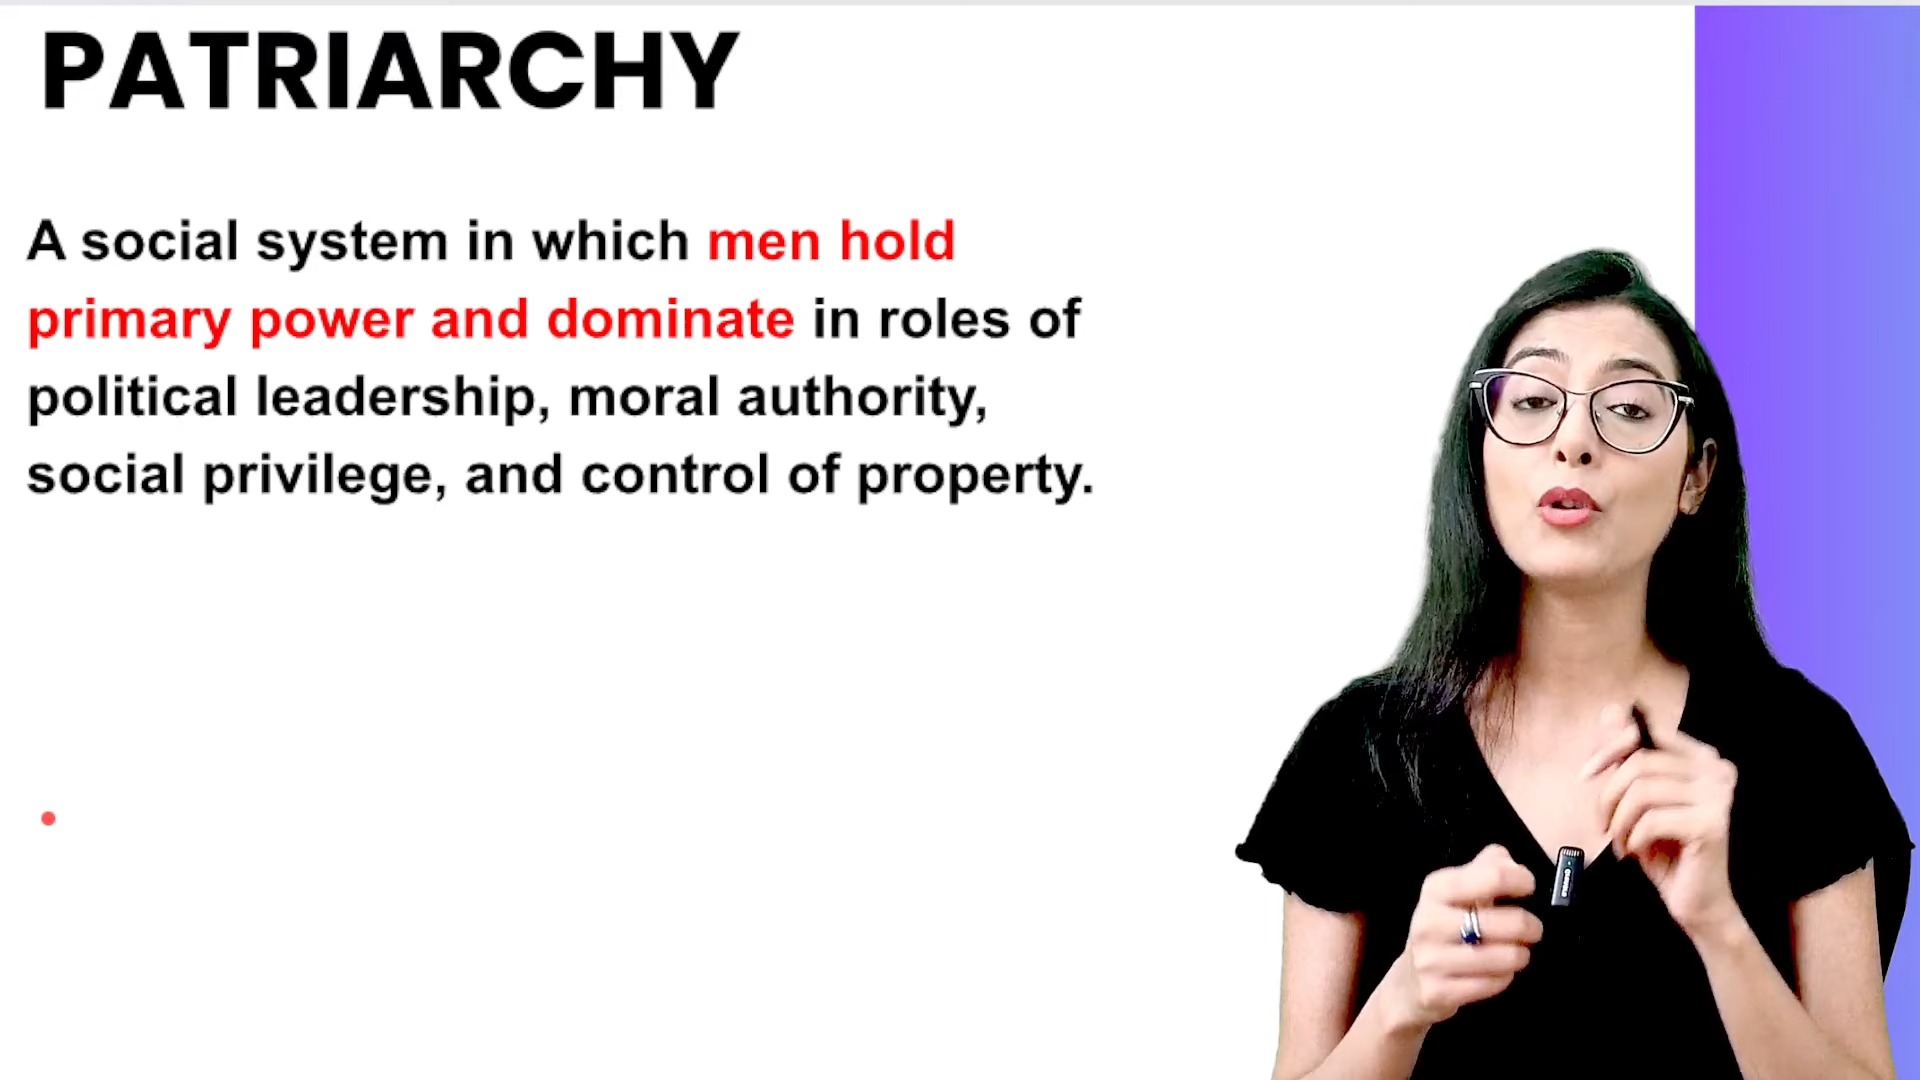 PATRIARCHY
A social system in which men hold
primary power and dominate in roles of
political leadership, moral authority,
social privilege, and control of property.